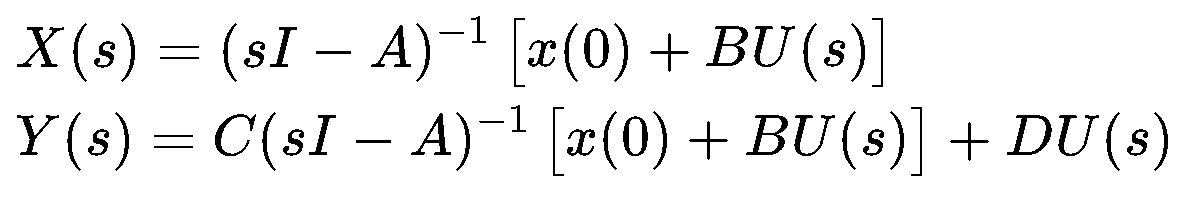 X(s) = (sI − A)⁻¹ [x(0) + BU(s)]
Y(s) = C(sI − A)⁻¹ [x(0) + BU(s)] + DU(s)